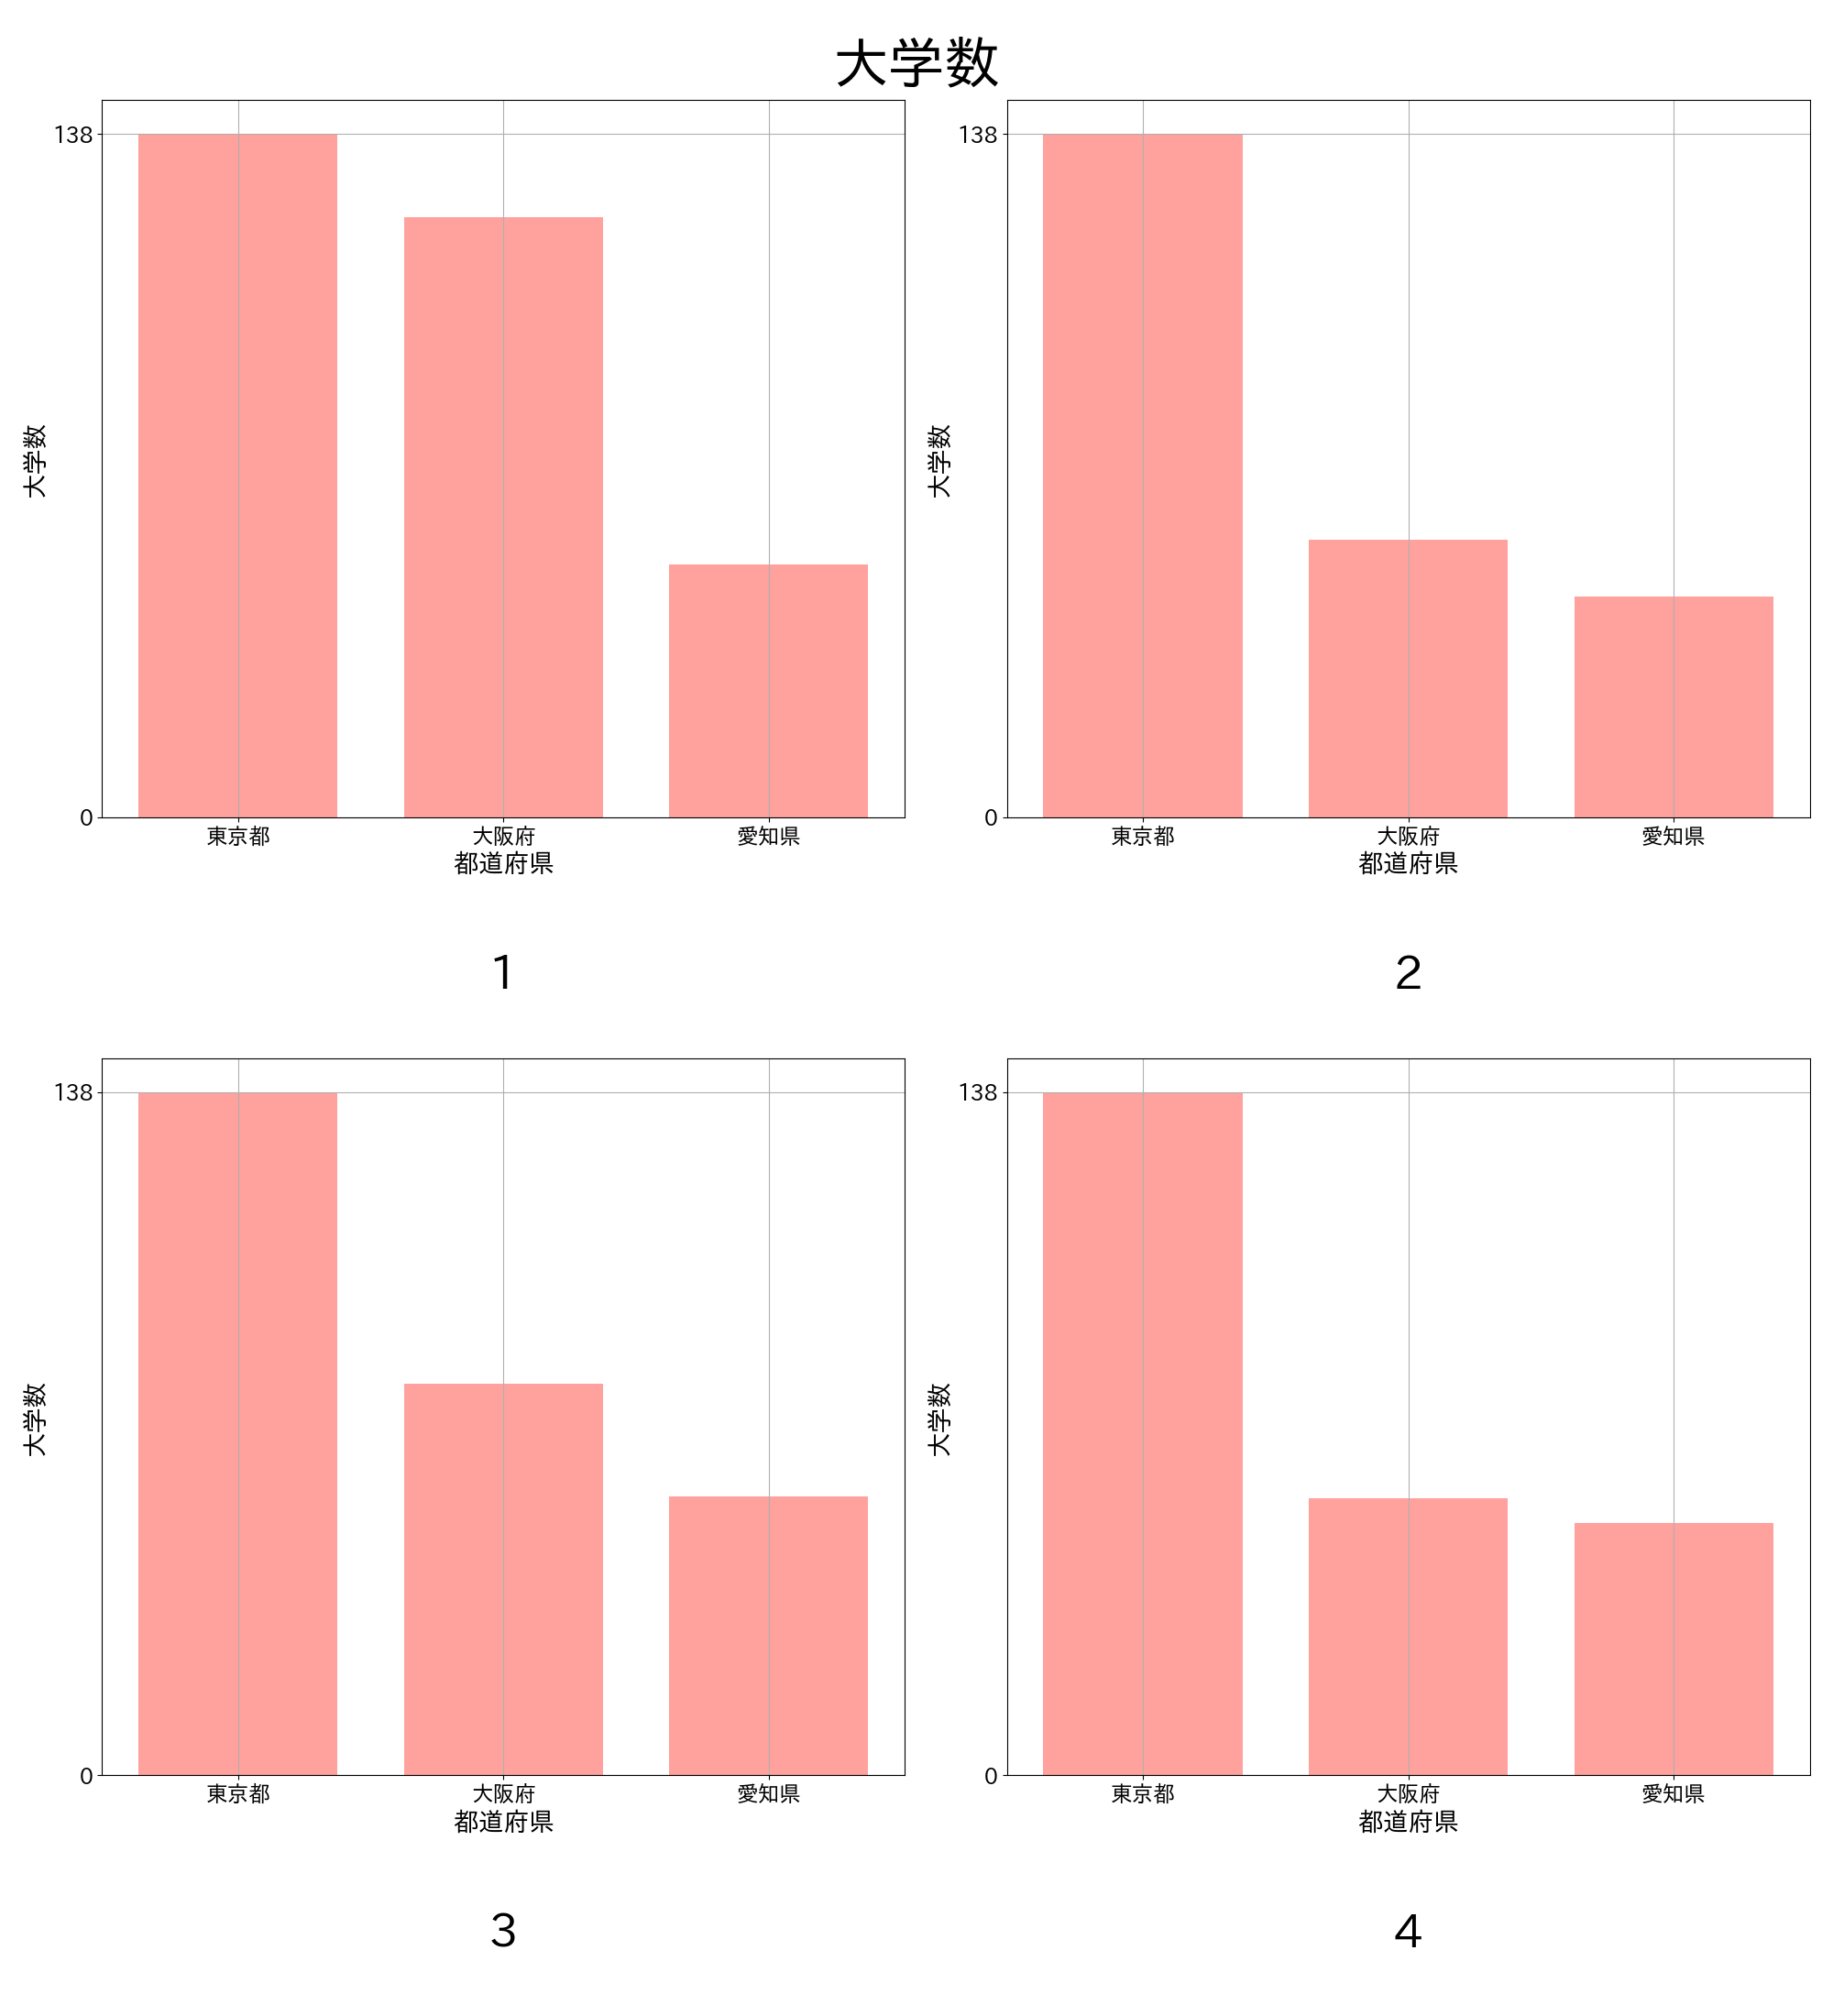 大学数
138
大学数
0
東京都 大阪府 愛知県
都道府県
1
138
大学数
0
東京都 大阪府 愛知県
都道府県
2
138
大学数
0
東京都 大阪府 愛知県
都道府県
3
138
大学数
0
東京都 大阪府 愛知県
都道府県
4